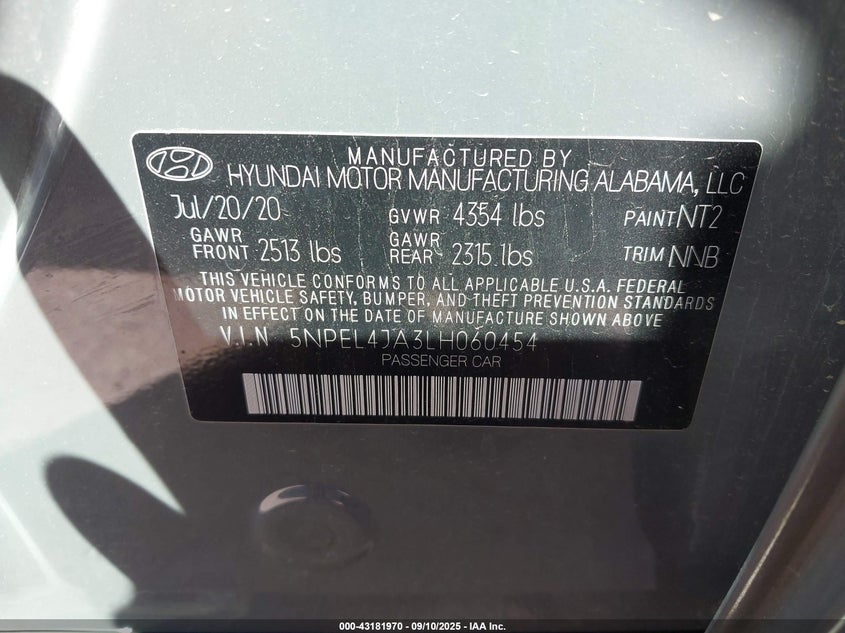 MANUFACTURED BY
HYUNDAI MOTOR MANUFACTURING ALABAMA, LLC
Jul/20/20 GVWR 4354 lbs PAINT NT2
GAWR FRONT 2513 lbs GAWR REAR 2315 lbs TRIM NNB
THIS VEHICLE CONFORMS TO ALL APPLICABLE U.S.A. FEDERAL
MOTOR VEHICLE SAFETY, BUMPER, AND THEFT PREVENTION STANDARDS
IN EFFECT ON THE DATE OF MANUFACTURE SHOWN ABOVE
V.I.N 5NPEL4JA3LH060454
PASSENGER CAR
000-43181970 - 09/10/2025 - IAA Inc.